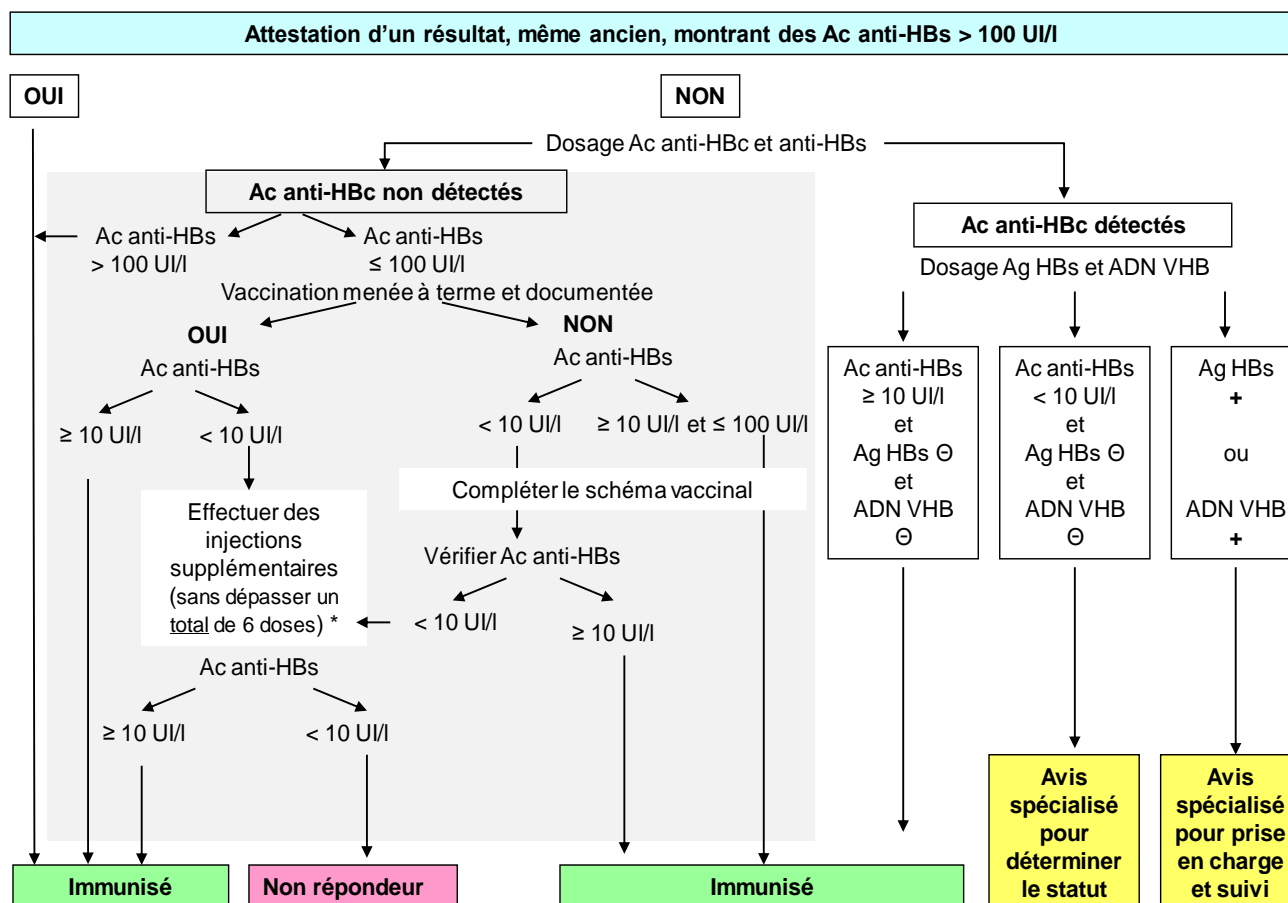 Attestation d'un résultat, même ancien, montrant des Ac anti-HBs > 100 UI/l
OUI
NON
Dosage Ac anti-HBc et anti-HBs
Ac anti-HBc non détectés
Ac anti-HBs
> 100 UI/l
Ac anti-HBs
≤ 100 UI/l
Vaccination menée à terme et documentée
OUI
Ac anti-HBs
≥ 10 UI/l
< 10 UI/l
Effectuer des
injections
supplémentaires
(sans dépasser un
total de 6 doses) *
Ac anti-HBs
≥ 10 UI/l
< 10 UI/l
NON
Ac anti-HBs
< 10 UI/l
≥ 10 UI/l et ≤ 100 UI/l
Compléter le schéma vaccinal
Vérifier Ac anti-HBs
< 10 UI/l
≥ 10 UI/l
Ac anti-HBc détectés
Dosage Ag HBs et ADN VHB
Ac anti-HBs
≥ 10 UI/l
et
Ag HBs Θ
et
ADN VHB
Θ
Ac anti-HBs
< 10 UI/l
et
Ag HBs Θ
et
ADN VHB
Θ
Ag HBs
+
ou
ADN VHB
+
Immunisé
Non répondeur
Immunisé
Avis
spécialisé
pour
déterminer
le statut
Avis
spécialisé
pour prise
en charge
et suivi